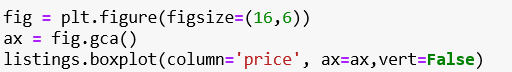 fig = plt.figure(figsize=(16,6))
ax = fig.gca()
listings.boxplot(column='price', ax=ax,vert=False)